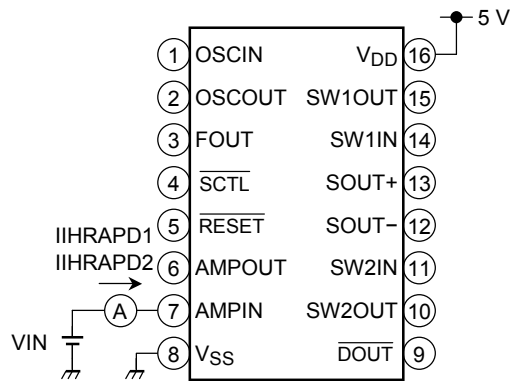 5 V
1 OSCIN VDD 16
2 OSCOUT SW1OUT 15
3 FOUT SW1IN 14
4 SCTL SOUT+ 13
5 RESET SOUT− 12
IIHRAPD1
IIHRAPD2
6 AMPOUT SW2IN 11
A 7 AMPIN SW2OUT 10
VIN
8 VSS DOUT 9